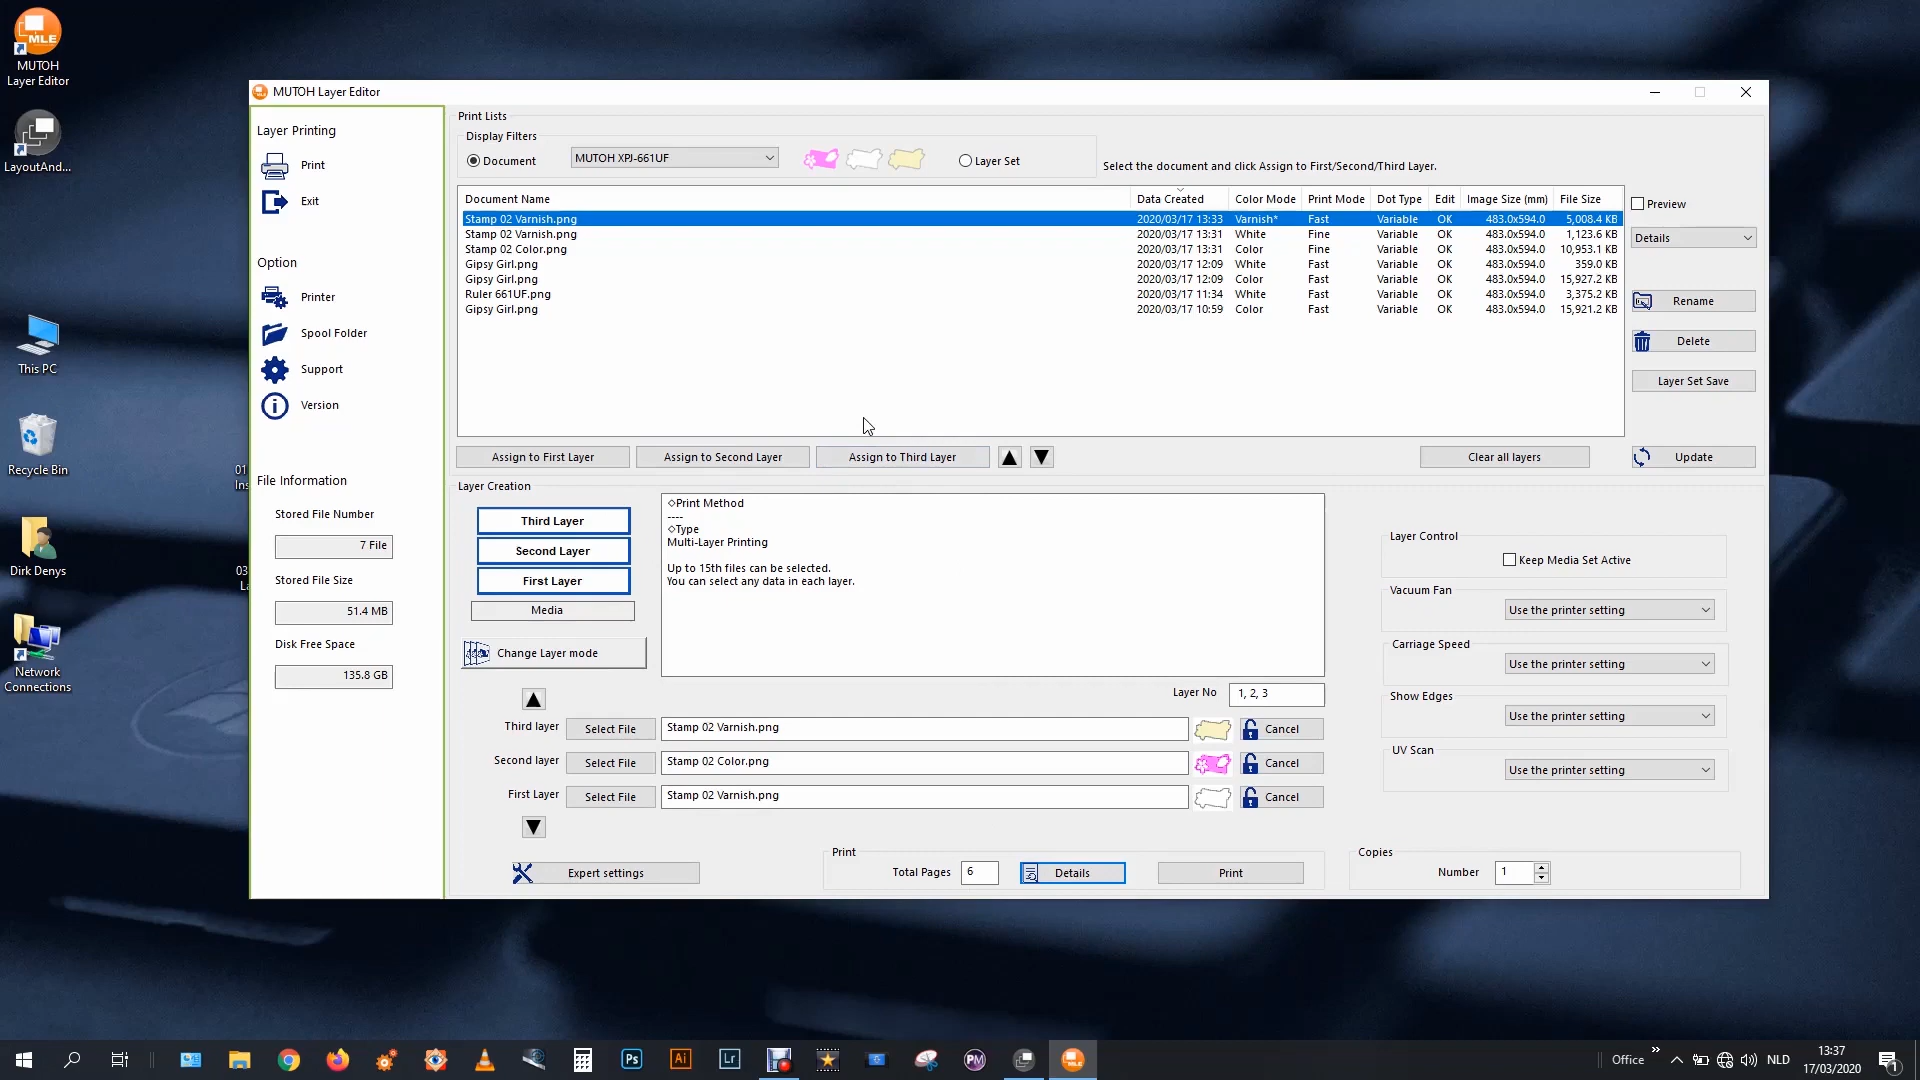 MLE
MUTOH
Layer Editor
LayoutAnd...
This PC
Recycle Bin
01
Ins
Dirk Denys
03
La
Network
Connections
MUTOH Layer Editor
Layer Printing
Print
Exit
Option
Printer
Spool Folder
Support
Version
File Information
Stored File Number
7 File
Stored File Size
51.4 MB
Disk Free Space
135.8 GB
Print Lists
Display Filters
Document
MUTOH XPJ-661UF
Layer Set
Select the document and click Assign to First/Second/Third Layer.
Document Name Data Created Color Mode Print Mode Dot Type Edit Image Size (mm) File Size
Stamp 02 Varnish.png 2020/03/17 13:33 Varnish* Fast Variable OK 483.0x594.0 5,008.4 KB
Stamp 02 Varnish.png 2020/03/17 13:31 White Fine Variable OK 483.0x594.0 1,123.6 KB
Stamp 02 Color.png 2020/03/17 13:31 Color Fine Variable OK 483.0x594.0 10,953.1 KB
Gipsy Girl.png 2020/03/17 12:09 White Fast Variable OK 483.0x594.0 359.0 KB
Gipsy Girl.png 2020/03/17 12:09 Color Fast Variable OK 483.0x594.0 15,927.2 KB
Ruler 661UF.png 2020/03/17 11:34 White Fast Variable OK 483.0x594.0 3,375.2 KB
Gipsy Girl.png 2020/03/17 10:59 Color Fast Variable OK 483.0x594.0 15,921.2 KB
Preview
Details
Rename
Delete
Layer Set Save
Update
Assign to First Layer Assign to Second Layer Assign to Third Layer Clear all layers
Layer Creation
Third Layer
Second Layer
First Layer
Media
Change Layer mode
◇Print Method
----
◇Type
Multi-Layer Printing
Up to 15th files can be selected.
You can select any data in each layer.
Layer No 1, 2, 3
Third layer Select File Stamp 02 Varnish.png Cancel
Second layer Select File Stamp 02 Color.png Cancel
First Layer Select File Stamp 02 Varnish.png Cancel
Layer Control
Keep Media Set Active
Vacuum Fan
Use the printer setting
Carriage Speed
Use the printer setting
Show Edges
Use the printer setting
UV Scan
Use the printer setting
Expert settings
Print
Total Pages 6 Details Print
Copies
Number 1
Ps Ai Lr PM
Office » NLD
13:37
17/03/2020
1